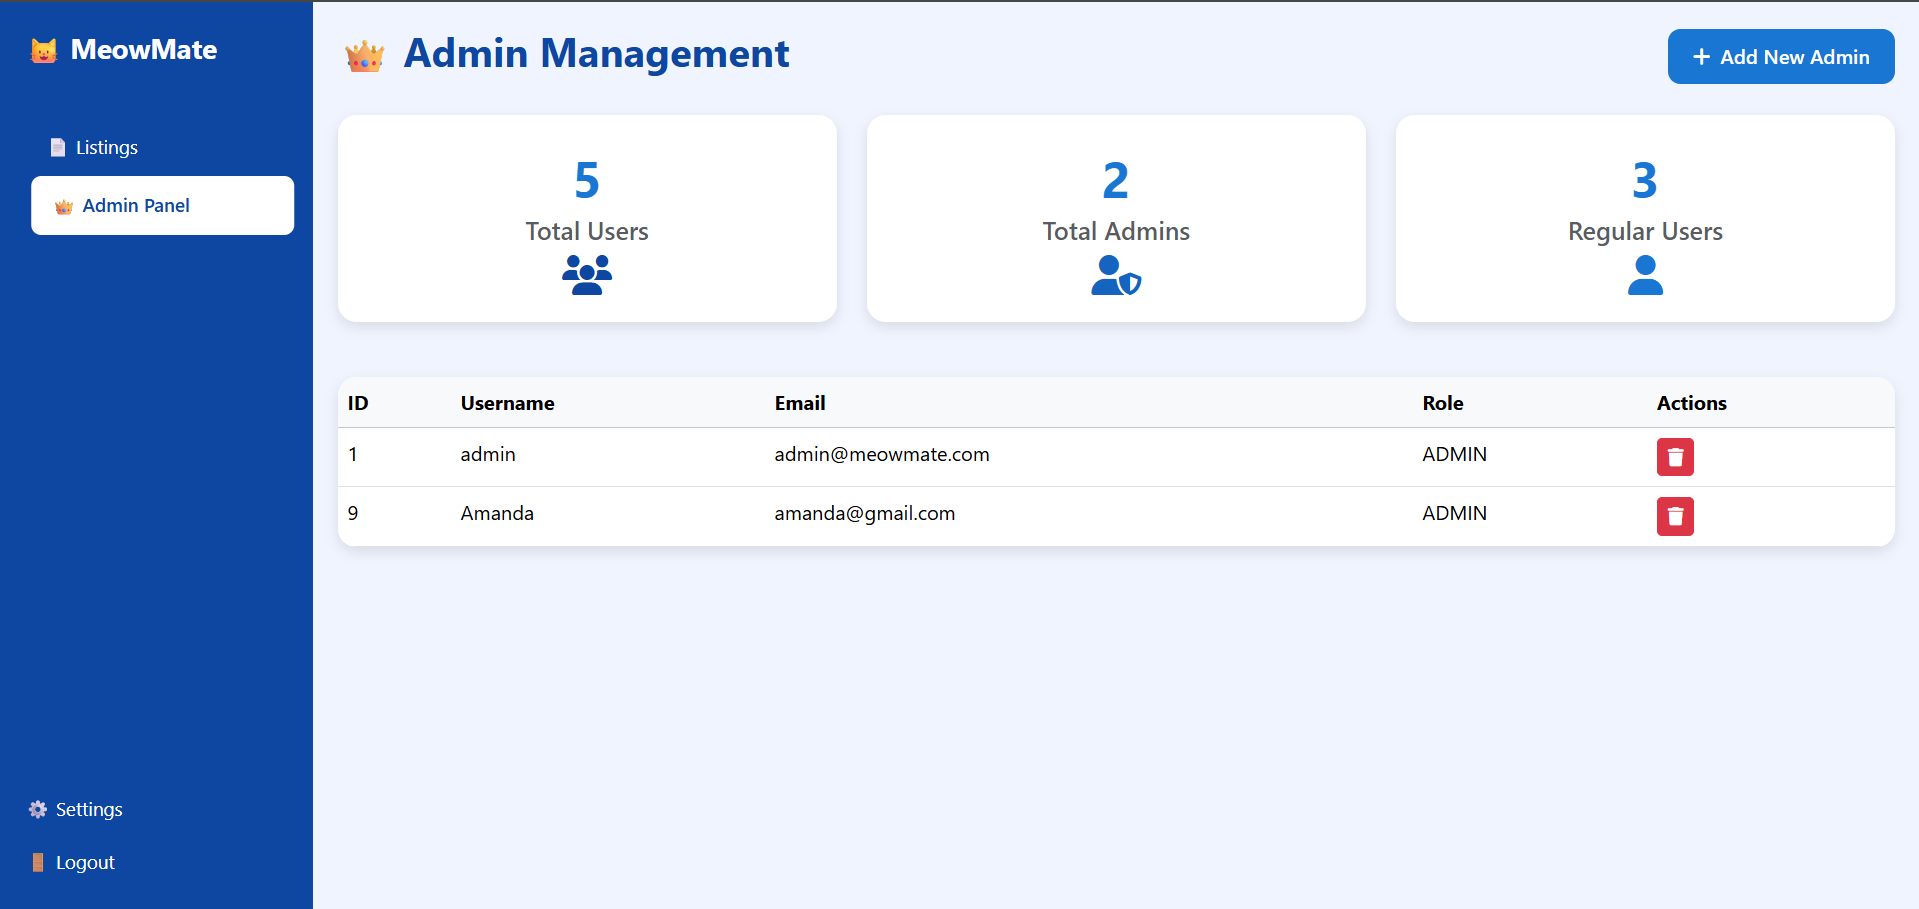 MeowMate
Admin Management
Add New Admin
Listings
Admin Panel
5
Total Users
2
Total Admins
3
Regular Users
ID Username Email Role Actions
1 admin admin@meowmate.com ADMIN
9 Amanda amanda@gmail.com ADMIN
Settings
Logout